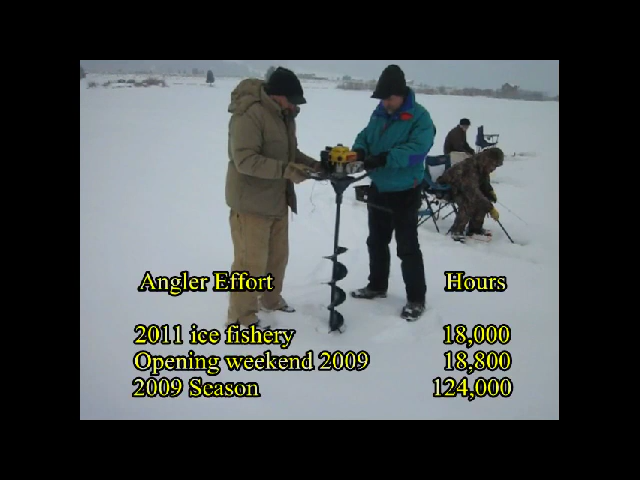 Angler Effort Hours
2011 ice fishery 18,000
Opening weekend 2009 18,800
2009 Season 124,000